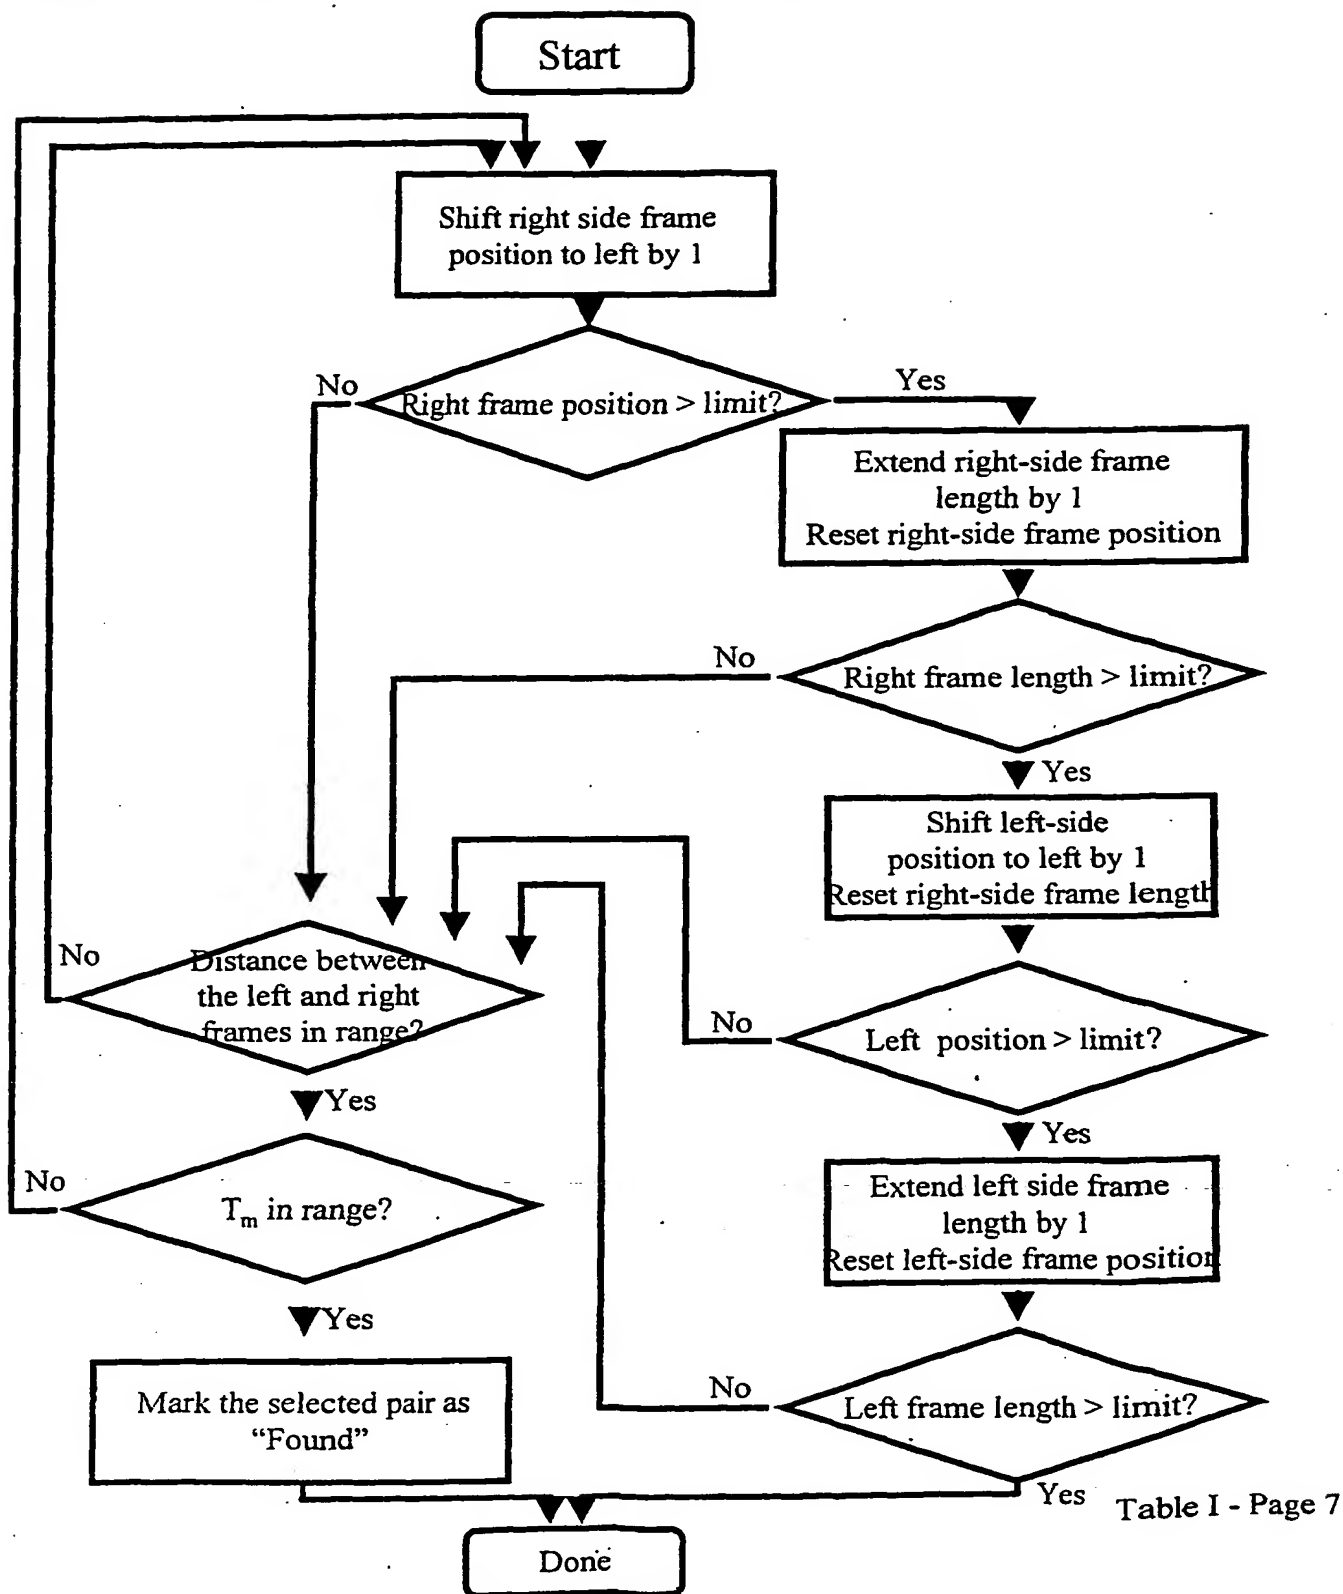 Start
Shift right side frame
position to left by 1
No
Right frame position > limit?
Yes
Extend right-side frame
length by 1
Reset right-side frame position
No
Right frame length > limit?
Yes
Shift left-side
position to left by 1
Reset right-side frame length
No
Distance between
the left and right
frames in range?
No
Left position > limit?
Yes
Yes
Extend left side frame
length by 1
Reset left-side frame position
No
Tm in range?
Yes
Mark the selected pair as
“Found”
No
Left frame length > limit?
Yes
Table I - Page 7
Done